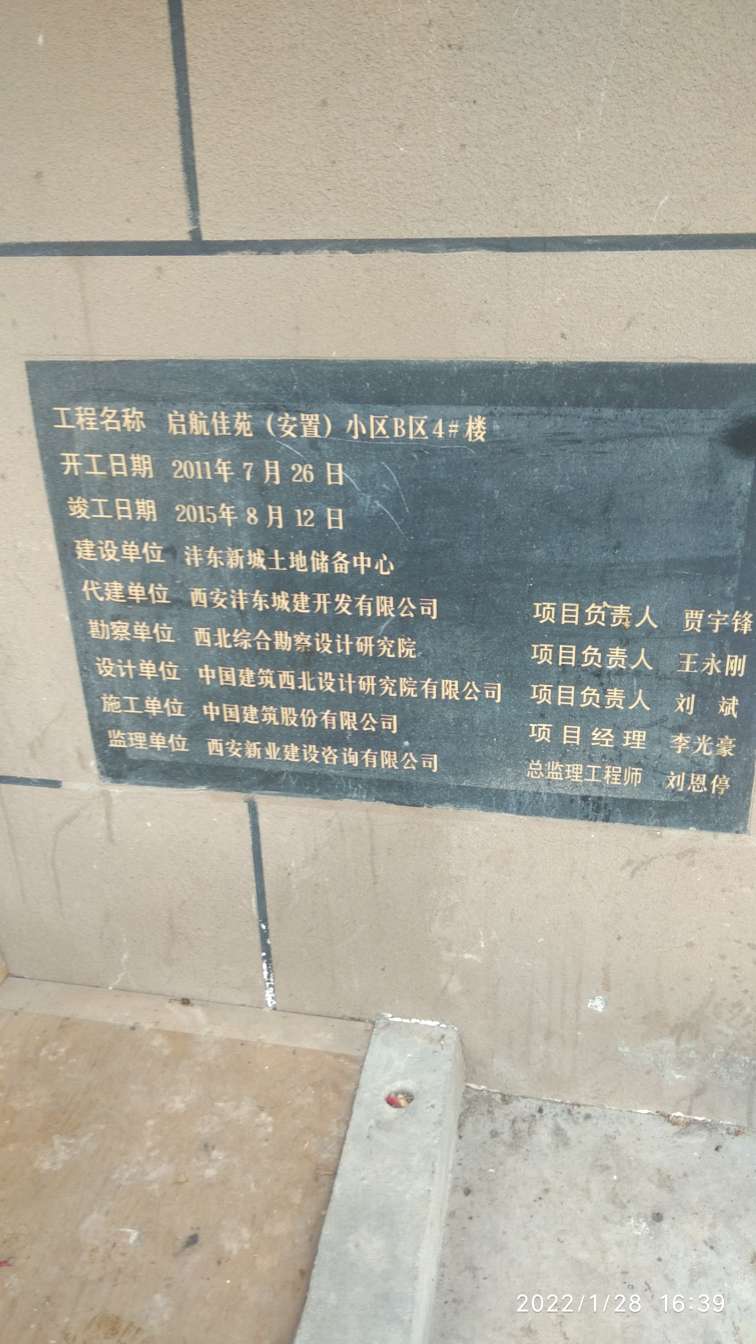 工程名称 启航佳苑（安置）小区B区4#楼
开工日期 2011年 7 月 26 日
竣工日期 2015年 8 月 12 日
建设单位 沣东新城土地储备中心
代建单位 西安沣东城建开发有限公司 项目负责人 贾宇锋
勘察单位 西北综合勘察设计研究院 项目负责人 王永刚
设计单位 中国建筑西北设计研究院有限公司 项目负责人 刘 斌
施工单位 中国建筑股份有限公司 项目经理 李光豪
监理单位 西安新业建设咨询有限公司 总监理工程师 刘恩停
2022/1/28 16:39